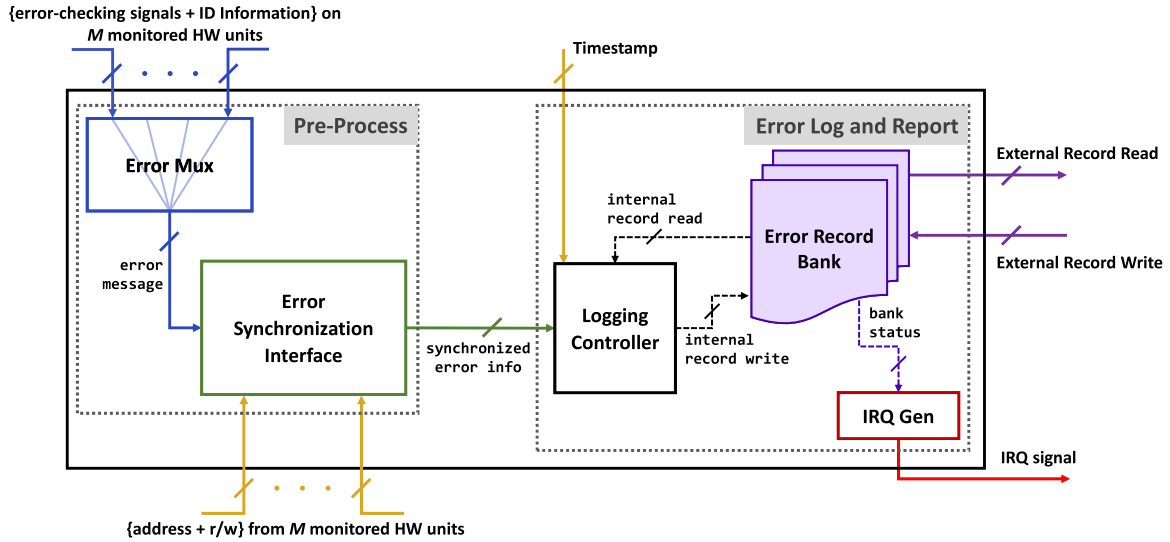 {error-checking signals + ID Information} on
M monitored HW units
Timestamp
Pre-Process
Error Log and Report
Error Mux
External Record Read
internal
record read
Error Record
Bank
External Record Write
error
message
Error
Synchronization
Interface
synchronized
error info
Logging
Controller
internal
record write
bank
status
IRQ Gen
IRQ signal
{address + r/w} from M monitored HW units